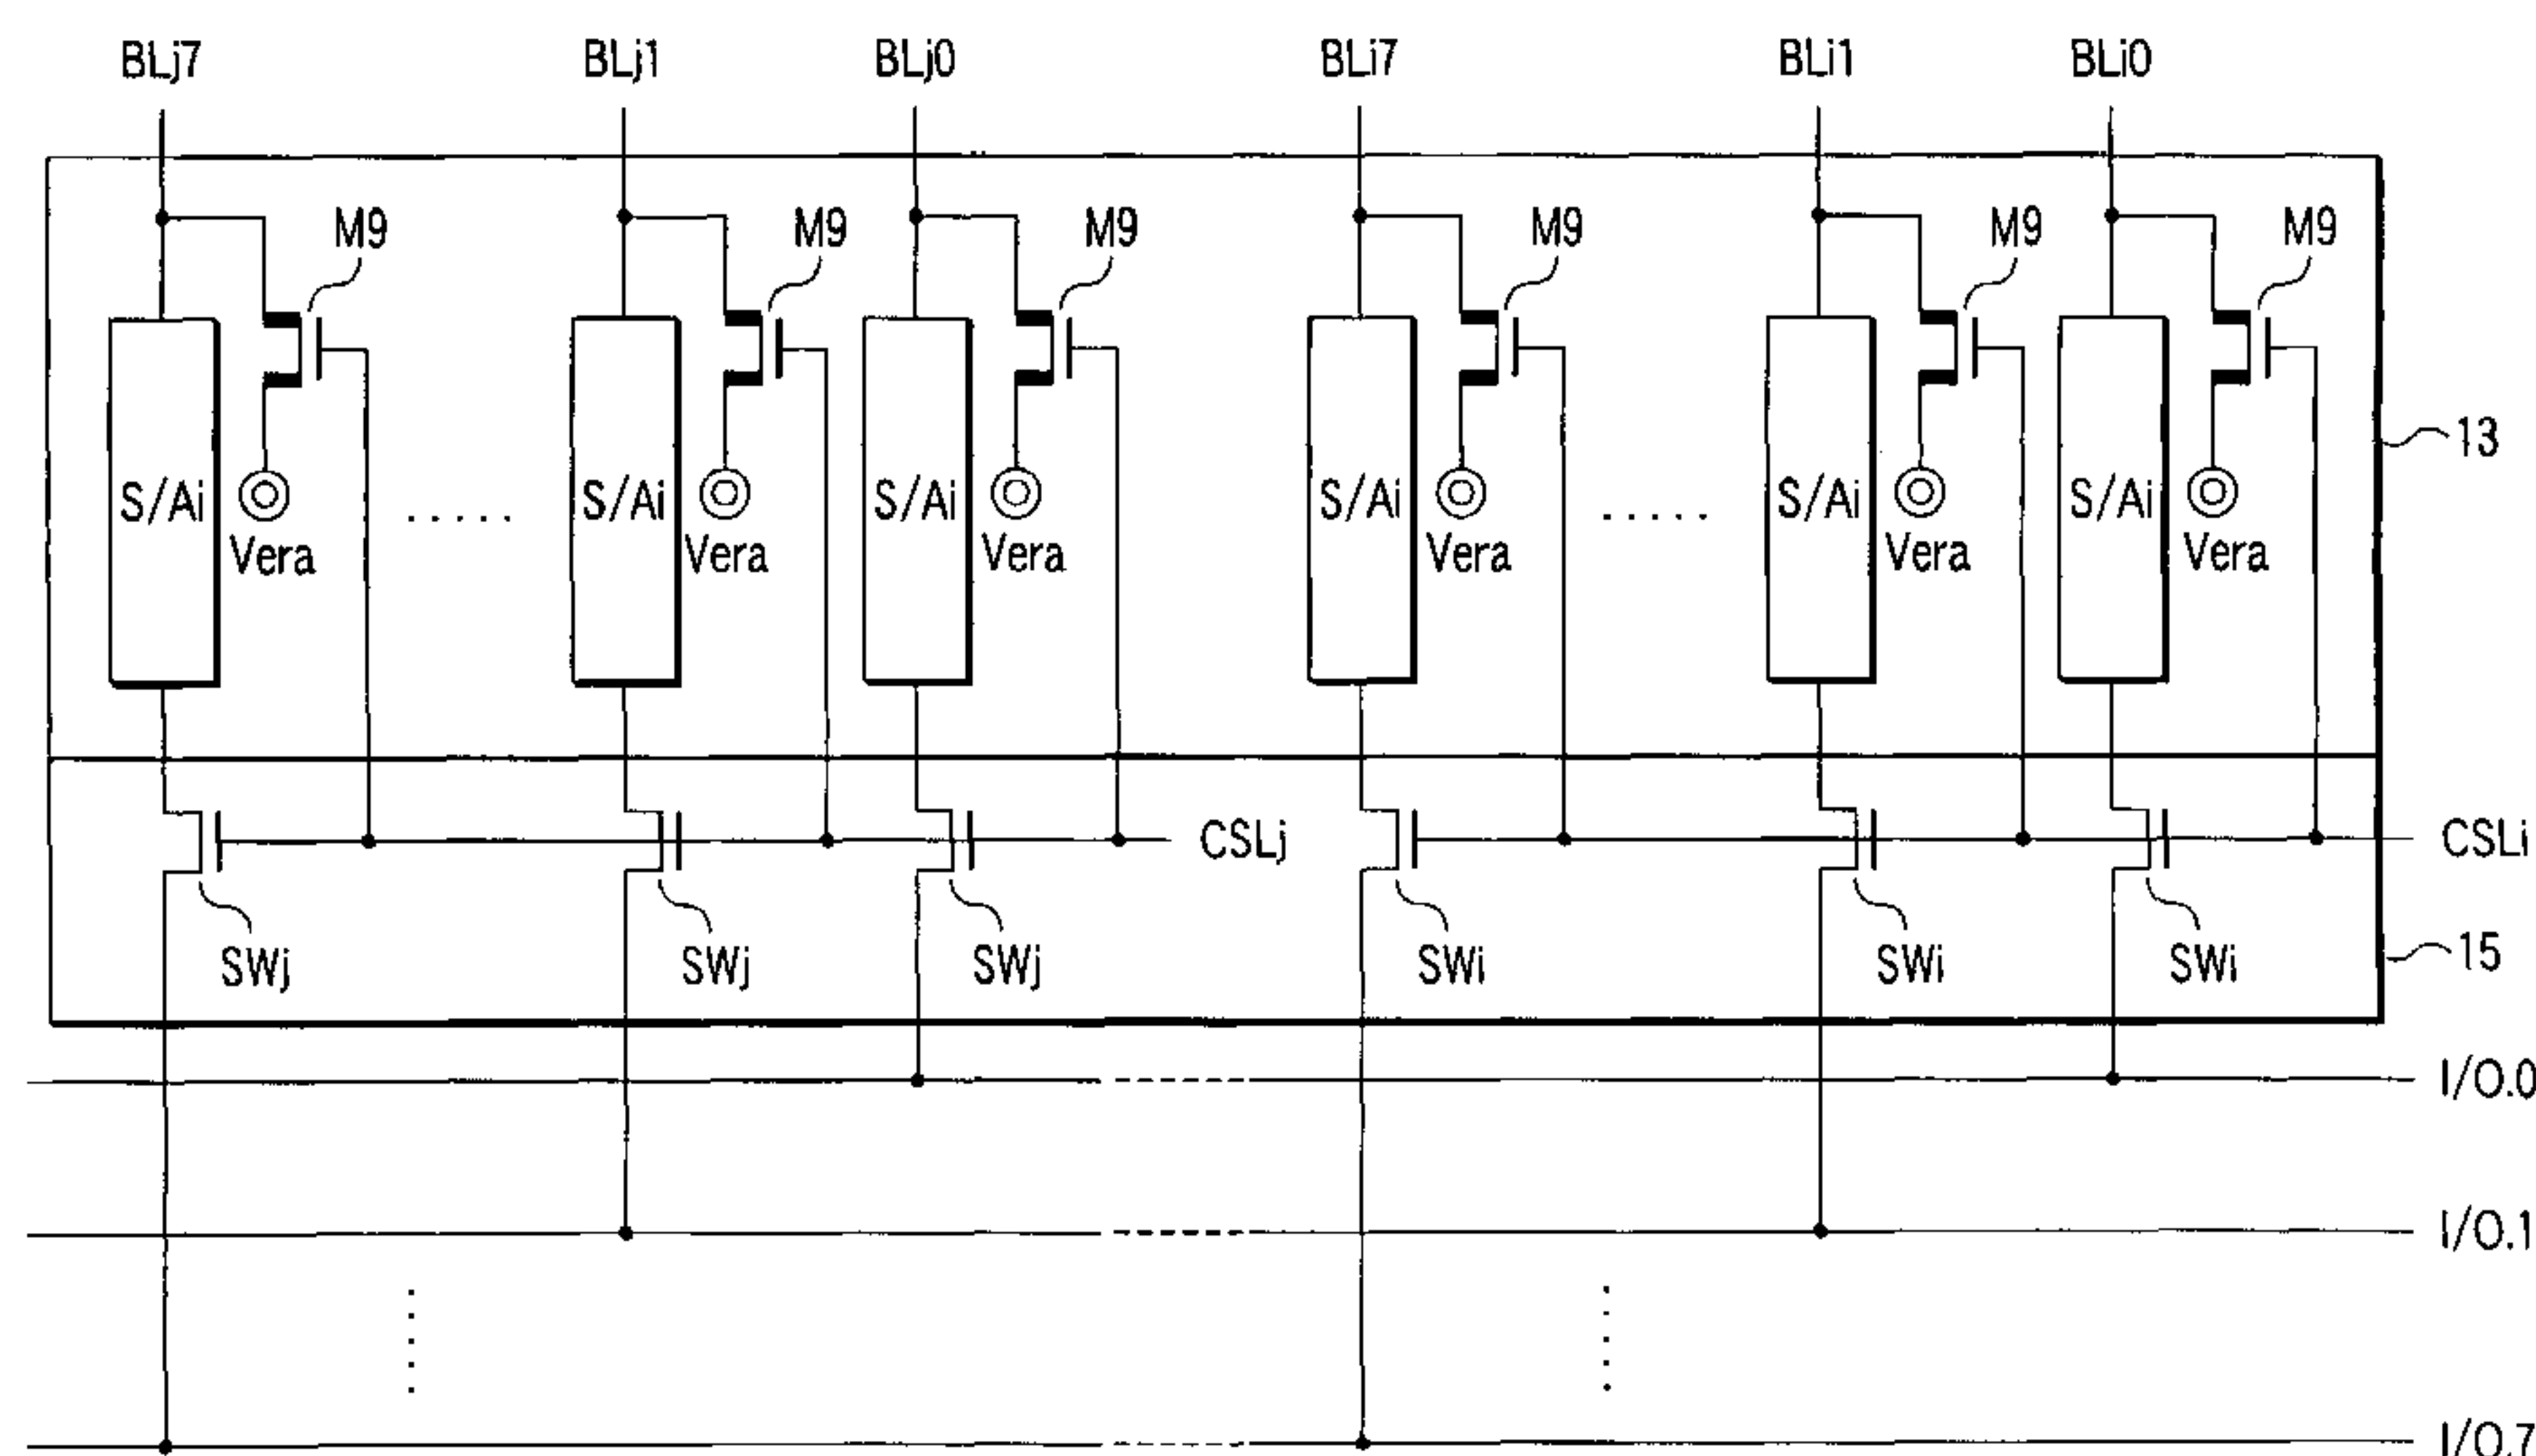 BLj7 BLj1 BLj0 BLi7 BLi1 BLi0
M9 M9 M9 M9 M9 M9
13
S/Ai S/Ai S/Ai S/Ai S/Ai S/Ai
Vera Vera Vera Vera Vera Vera
CSLj CSLi
SWj SWj SWj SWi SWi SWi
15
I/O.0
I/O.1
I/O.7